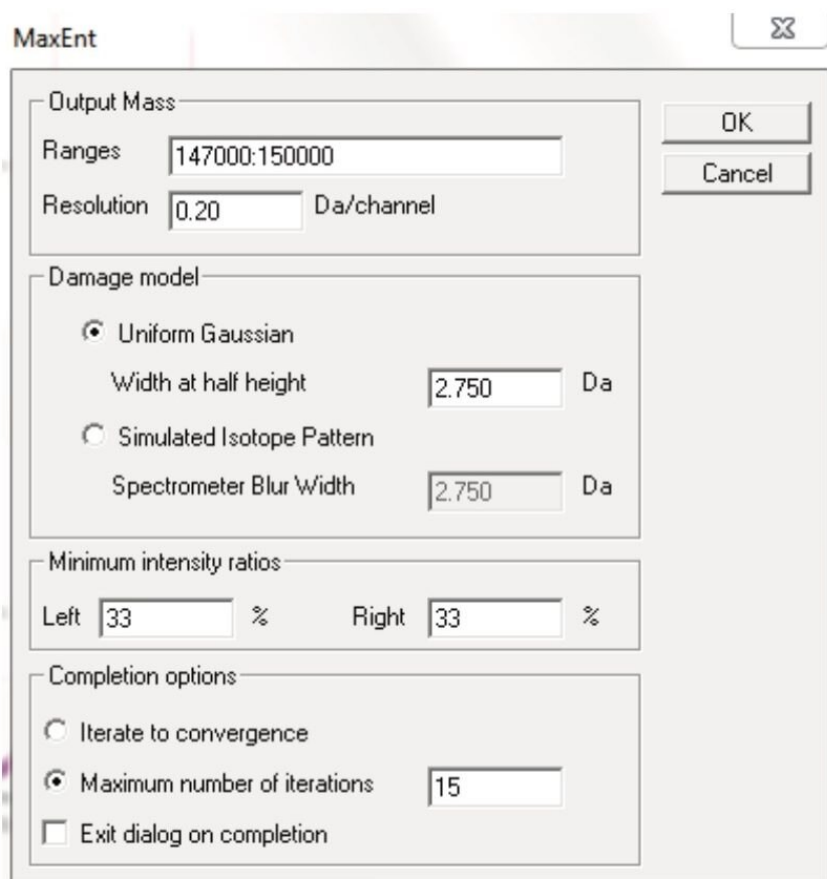 MaxEnt
Output Mass
Ranges 147000:150000
Resolution 0.20 Da/channel
OK
Cancel
Damage model
Uniform Gaussian
Width at half height 2.750 Da
Simulated Isotope Pattern
Spectrometer Blur Width 2.750 Da
Minimum intensity ratios
Left 33 % Right 33 %
Completion options
Iterate to convergence
Maximum number of iterations 15
Exit dialog on completion